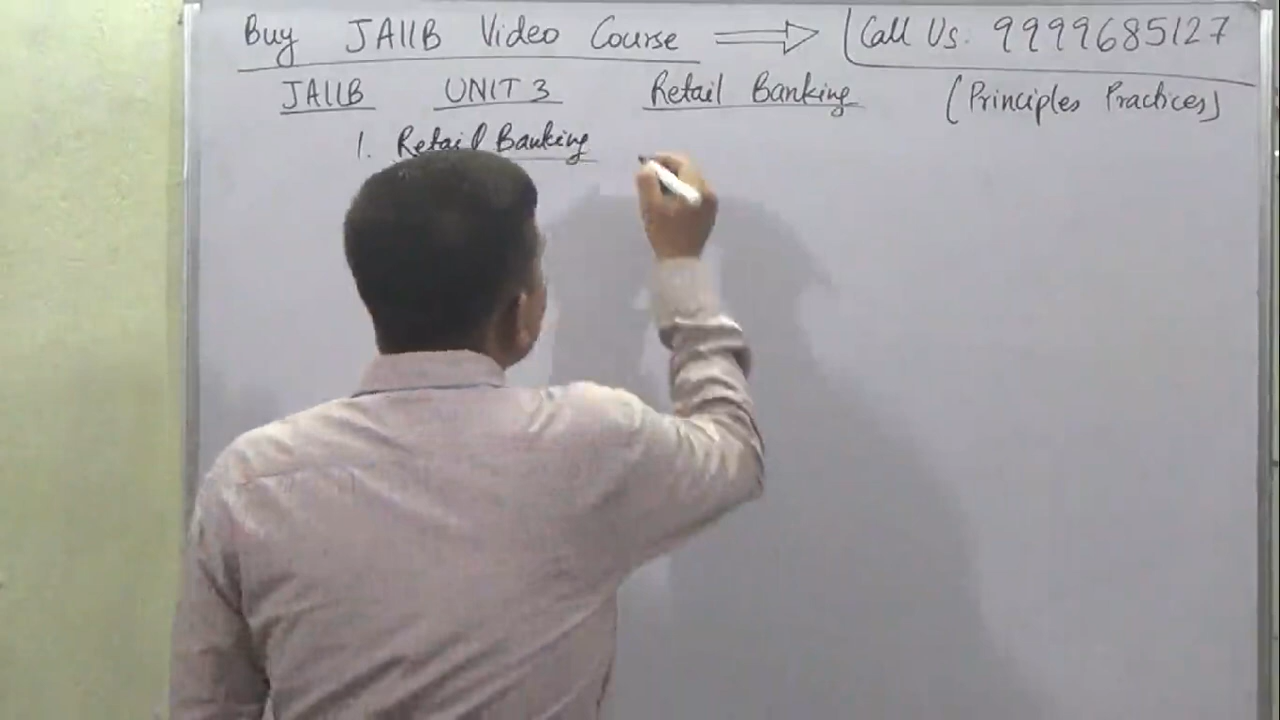 Buy JAIIB Video Course ⇒ Call Us: 9999685127
JAIIB UNIT 3 Retail Banking (Principles Practices)
1. Retail Banking